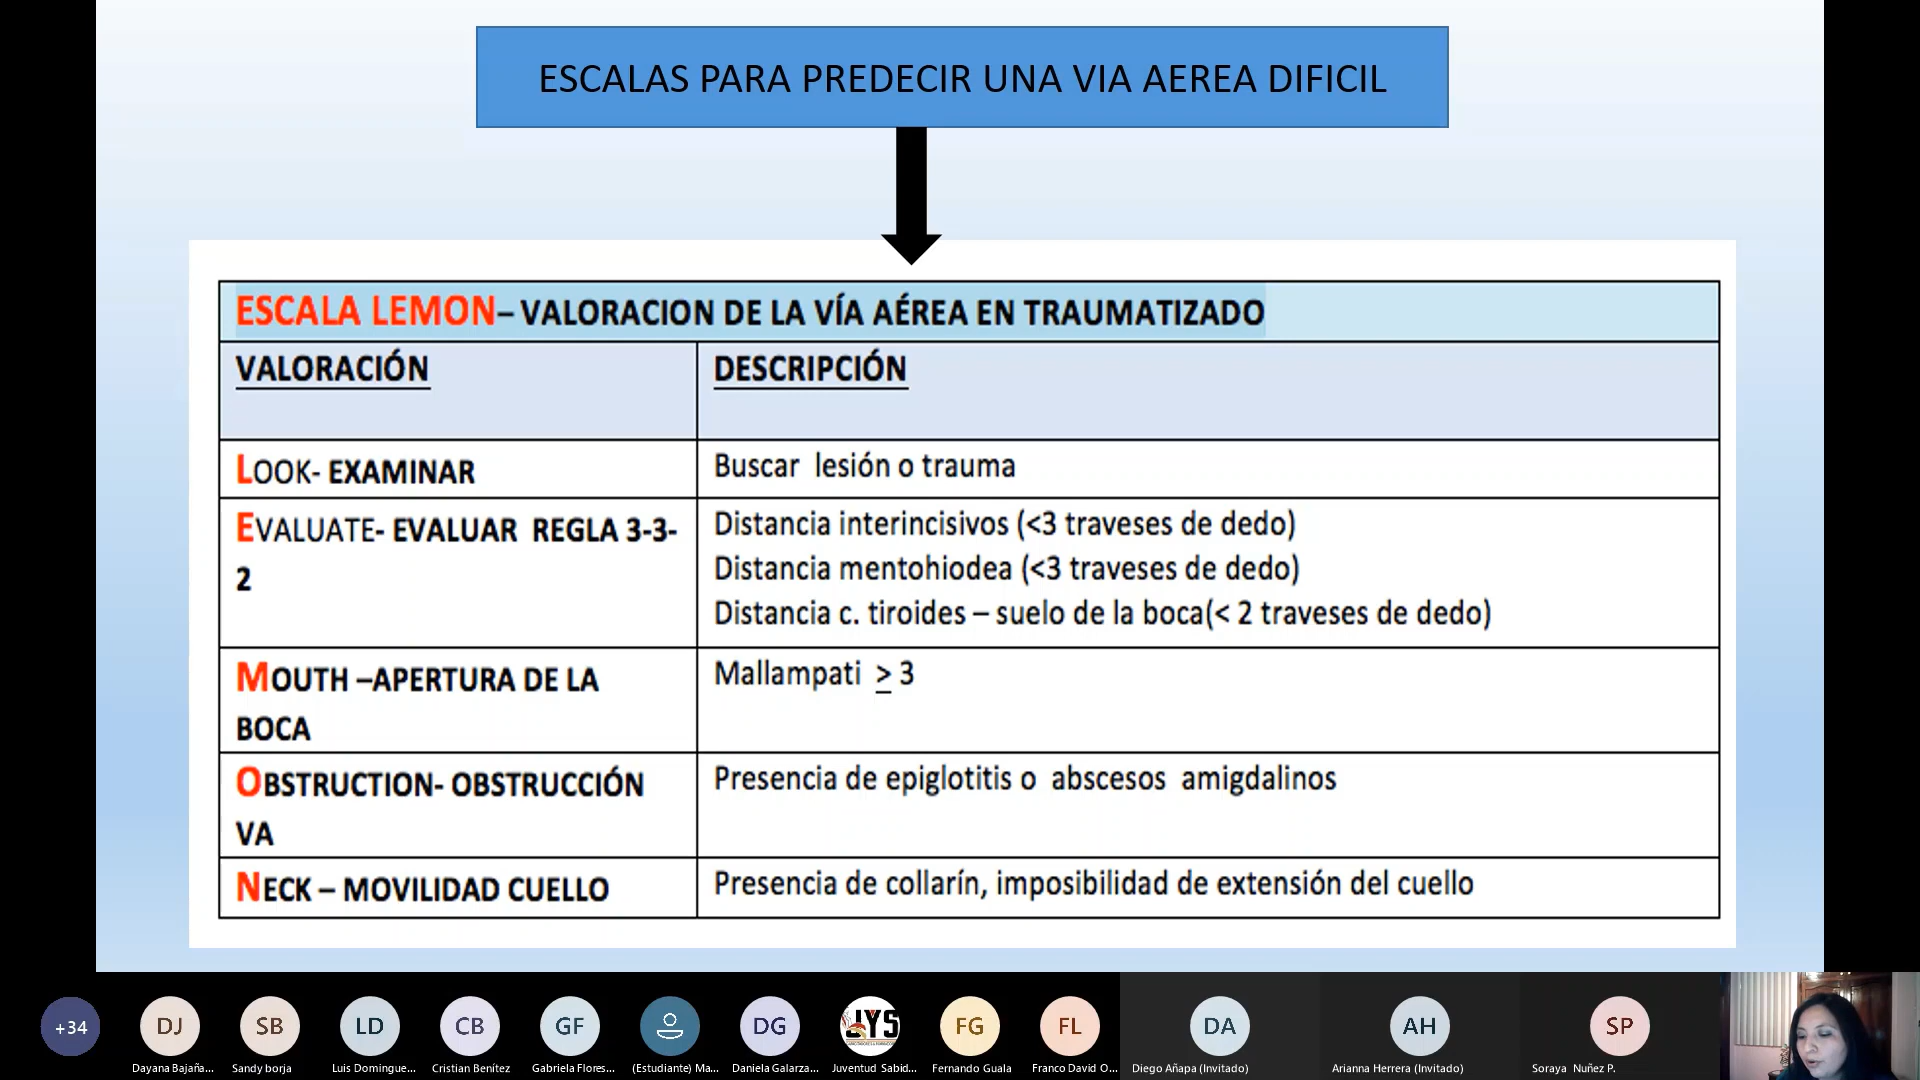 ESCALAS PARA PREDECIR UNA VIA AEREA DIFICIL
ESCALA LEMON– VALORACION DE LA VÍA AÉREA EN TRAUMATIZADO
VALORACIÓN
DESCRIPCIÓN
LOOK- EXAMINAR
Buscar lesión o trauma
EVALUATE- EVALUAR REGLA 3-3-
2
Distancia interincisivos (<3 traveses de dedo)
Distancia mentohiodea (<3 traveses de dedo)
Distancia c. tiroides – suelo de la boca(< 2 traveses de dedo)
MOUTH –APERTURA DE LA
BOCA
Mallampati ≥ 3
OBSTRUCTION- OBSTRUCCIÓN
VA
Presencia de epiglotitis o abscesos amigdalinos
NECK – MOVILIDAD CUELLO
Presencia de collarín, imposibilidad de extensión del cuello
+34
DJ
SB
LD
CB
GF
DG
JYS
FG
FL
DA
AH
SP
Dayana Bajaña...
Sandy borja
Luis Domingue...
Cristian Benítez
Gabriela Flores...
(Estudiante) Ma...
Daniela Galarza...
Juventud Sabid...
Fernando Guala
Franco David O...
Diego Añapa (Invitado)
Arianna Herrera (Invitado)
Soraya Nuñez P.